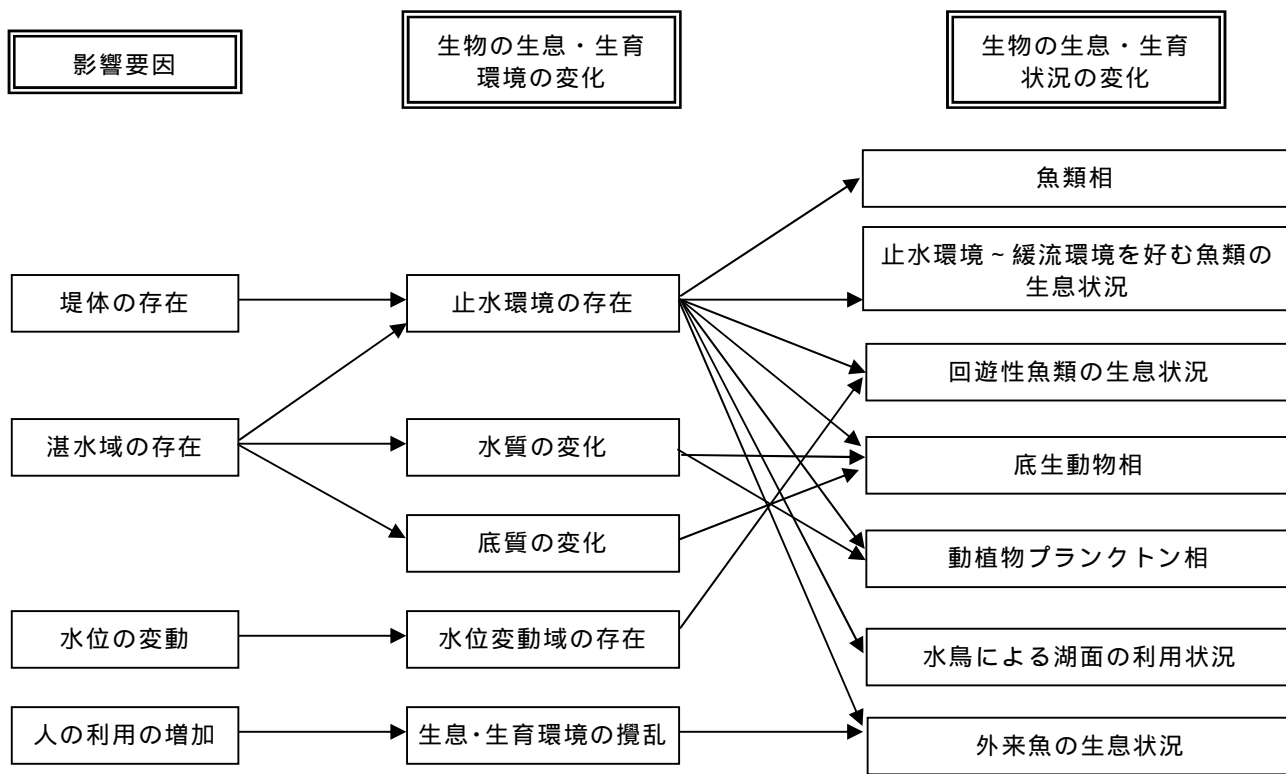 影響要因
生物の生息・生育
環境の変化
生物の生息・生育
状況の変化
堤体の存在
湛水域の存在
水位の変動
人の利用の増加
止水環境の存在
水質の変化
底質の変化
水位変動域の存在
生息・生育環境の攪乱
魚類相
止水環境~緩流環境を好む魚類の
生息状況
回遊性魚類の生息状況
底生動物相
動植物プランクトン相
水鳥による湖面の利用状況
外来魚の生息状況